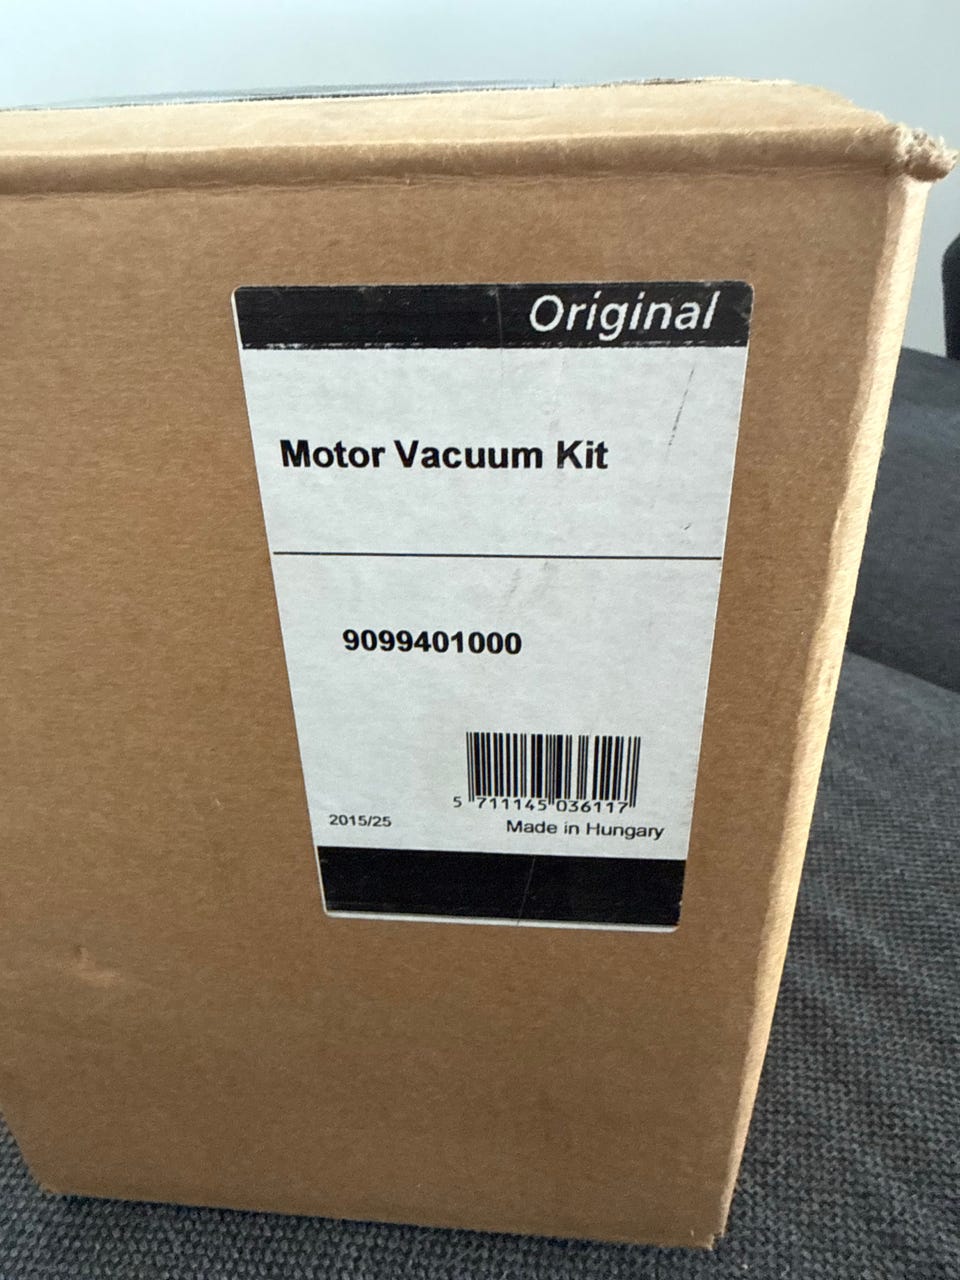 Original
Motor Vacuum Kit
9099401000
5 711145 036117
2015/25
Made in Hungary